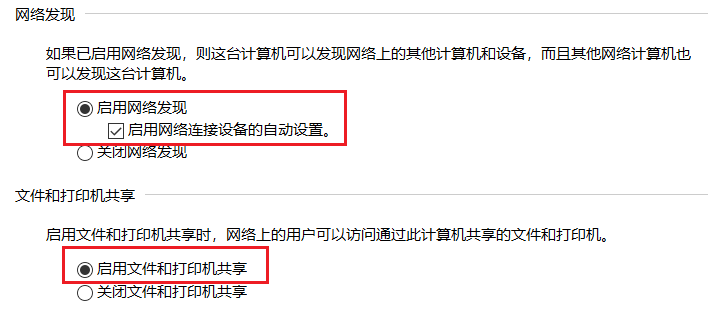 网络发现
如果已启用网络发现，则这台计算机可以发现网络上的其他计算机和设备，而且其他网络计算机也
可以发现这台计算机。
启用网络发现
启用网络连接设备的自动设置。
关闭网络发现
文件和打印机共享
启用文件和打印机共享时，网络上的用户可以访问通过此计算机共享的文件和打印机。
启用文件和打印机共享
关闭文件和打印机共享